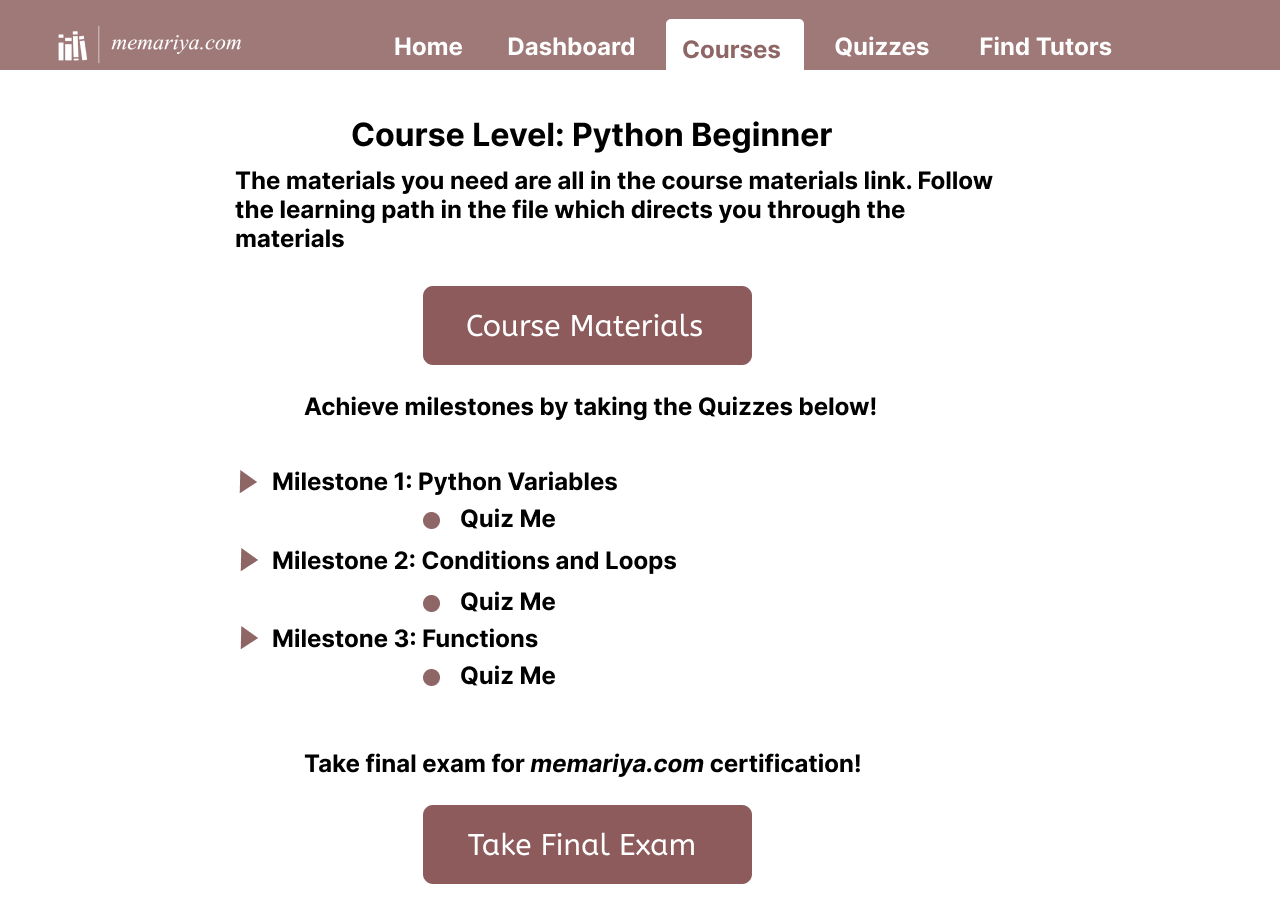 memariya.com
Home Dashboard Courses Quizzes Find Tutors
Course Level: Python Beginner
The materials you need are all in the course materials link. Follow
the learning path in the file which directs you through the
materials
Course Materials
Achieve milestones by taking the Quizzes below!
Milestone 1: Python Variables
Quiz Me
Milestone 2: Conditions and Loops
Quiz Me
Milestone 3: Functions
Quiz Me
Take final exam for memariya.com certification!
Take Final Exam